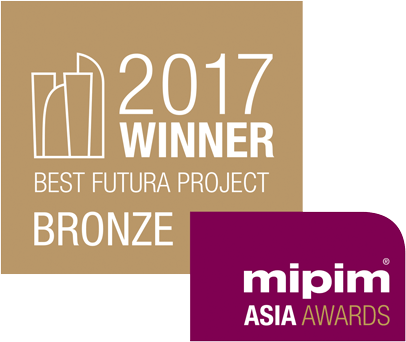 2017
WINNER
BEST FUTURA PROJECT
BRONZE
mipim®
ASIA AWARDS